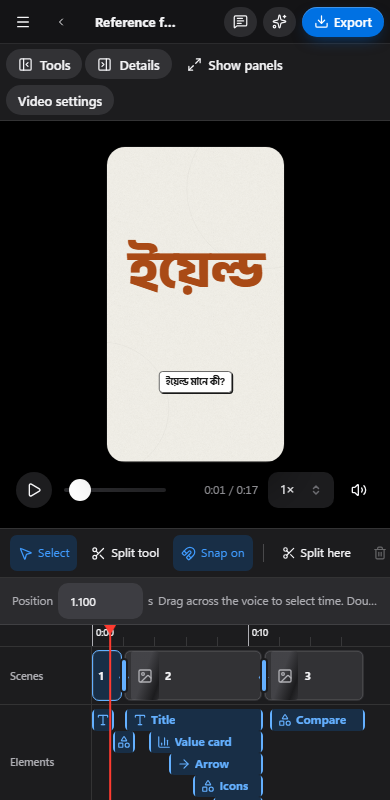 Reference f...
Export
Tools
Details
Show panels
Video settings
ইয়েল্ড
ইয়েল্ড মানে কী?
0:01 / 0:17
1×
Select
Split tool
Snap on
Split here
Position
1.100
s Drag across the voice to select time. Dou...
0:00
0:10
Scenes
1
2
3
Elements
Title
Compare
Value card
Arrow
Icons